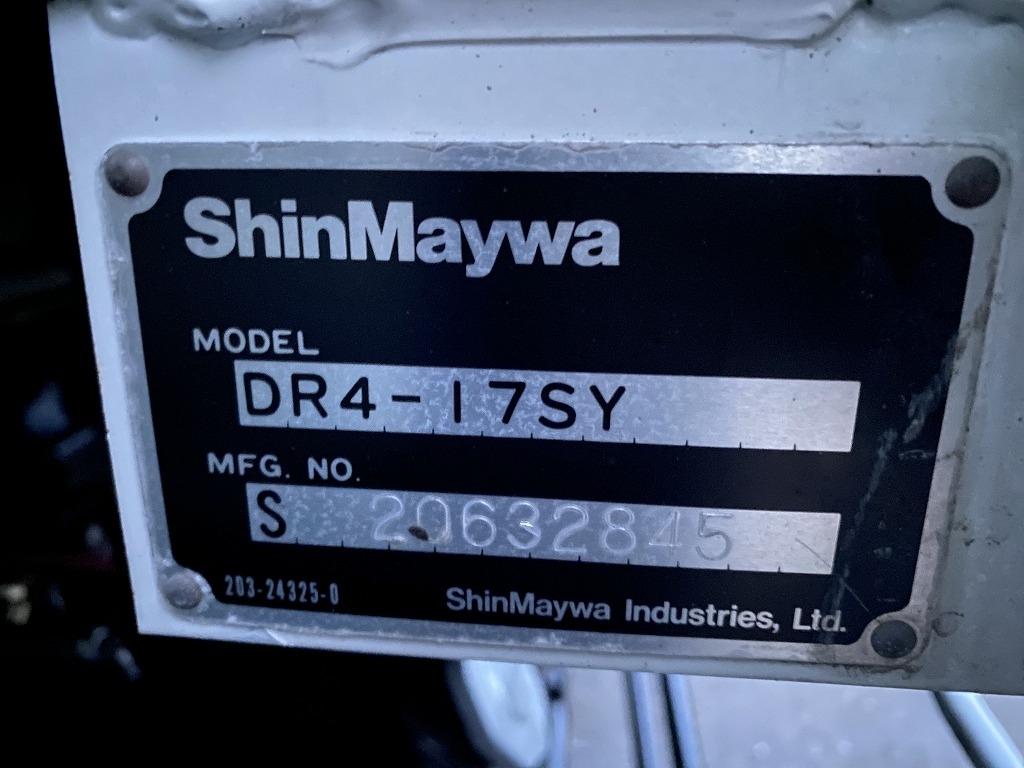 ShinMaywa
MODEL
DR4-17SY
MFG. NO.
S 20632845
203-24325-0
ShinMaywa Industries, Ltd.